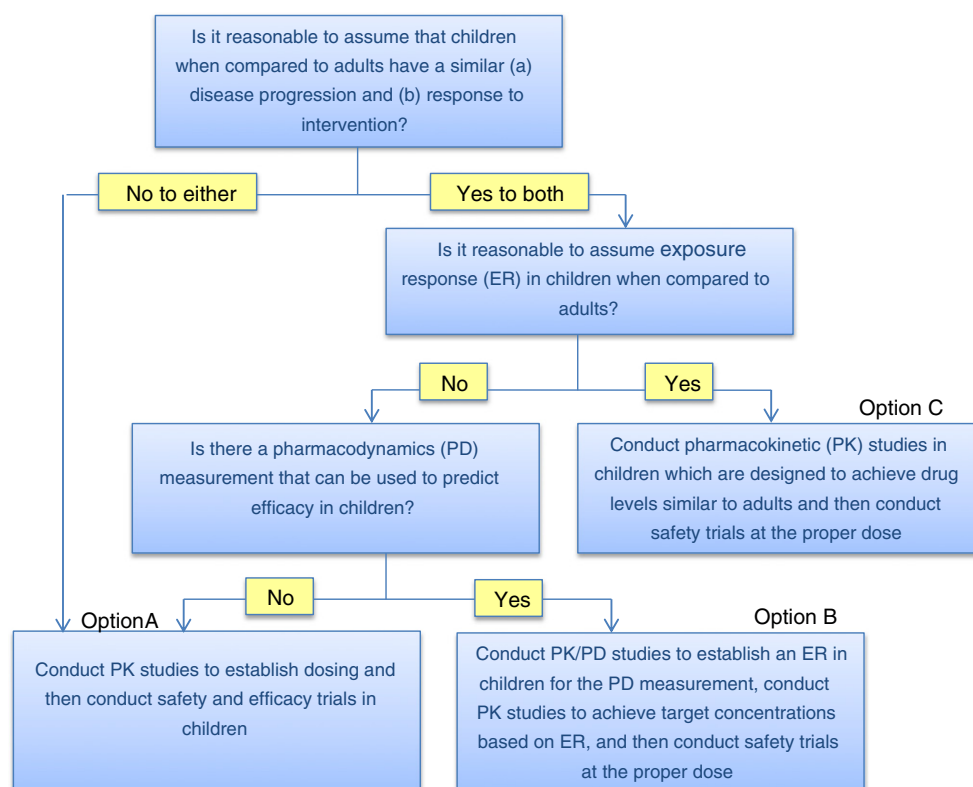 Is it reasonable to assume that children
when compared to adults have a similar (a)
disease progression and (b) response to
intervention?
No to either
Yes to both
Is it reasonable to assume exposure
response (ER) in children when compared to
adults?
No
Yes
Option C
Is there a pharmacodynamics (PD)
measurement that can be used to predict
efficacy in children?
Conduct pharmacokinetic (PK) studies in
children which are designed to achieve drug
levels similar to adults and then conduct
safety trials at the proper dose
No
Yes
OptionA
Option B
Conduct PK studies to establish dosing and
then conduct safety and efficacy trials in
children
Conduct PK/PD studies to establish an ER in
children for the PD measurement, conduct
PK studies to achieve target concentrations
based on ER, and then conduct safety trials
at the proper dose